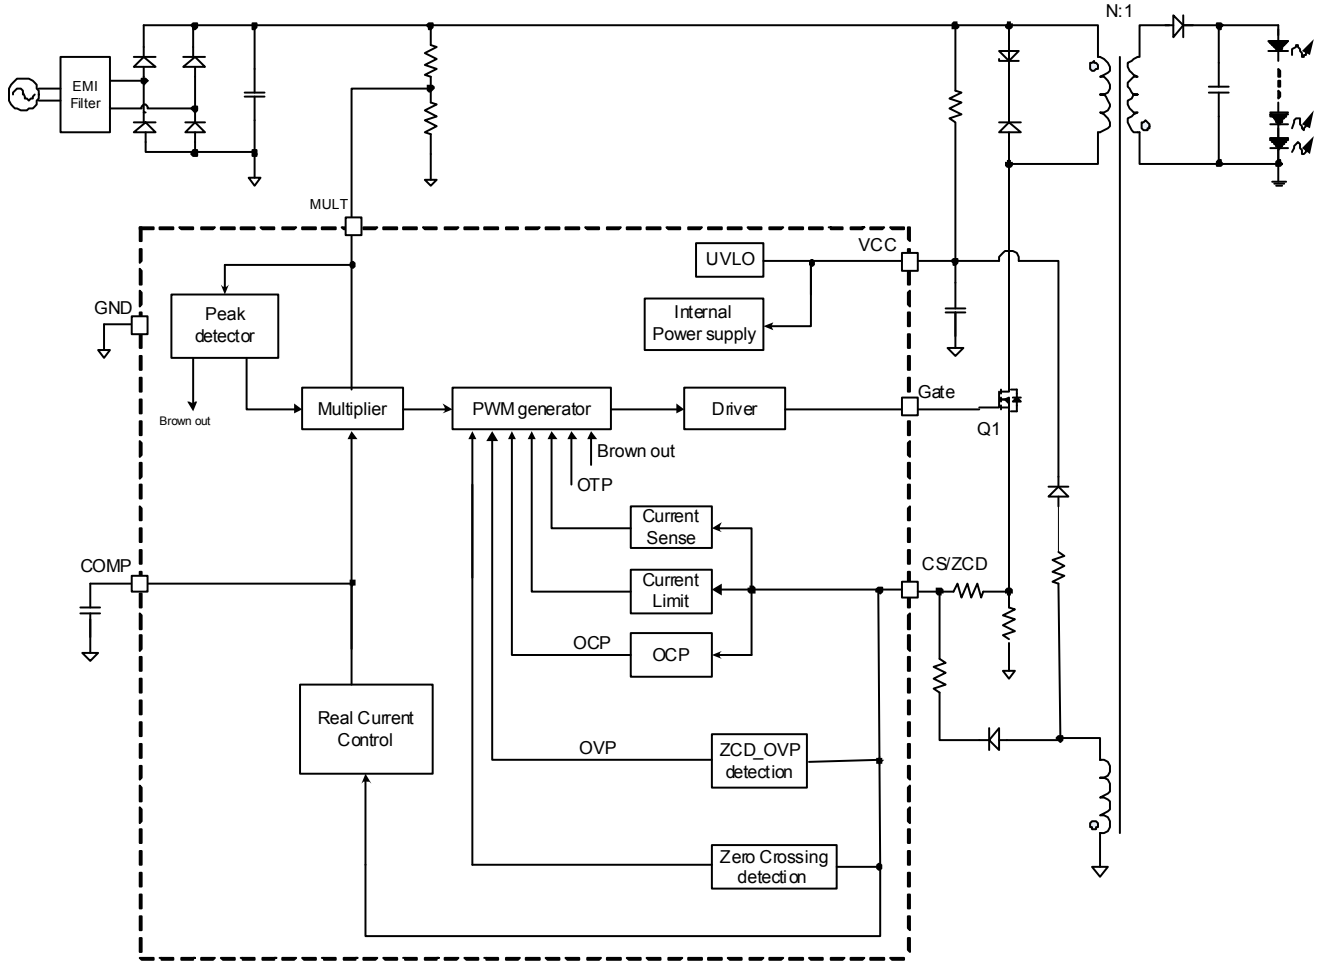 N:1
EMI
Filter
MULT
VCC
UVLO
GND
Peak
detector
Internal
Power supply
Gate
Multiplier
PWM generator
Driver
Brown out
Q1
Brown out
OTP
Current
Sense
COMP
CS/ZCD
Current
Limit
OCP
OCP
Real Current
Control
OVP
ZCD_OVP
detection
Zero Crossing
detection